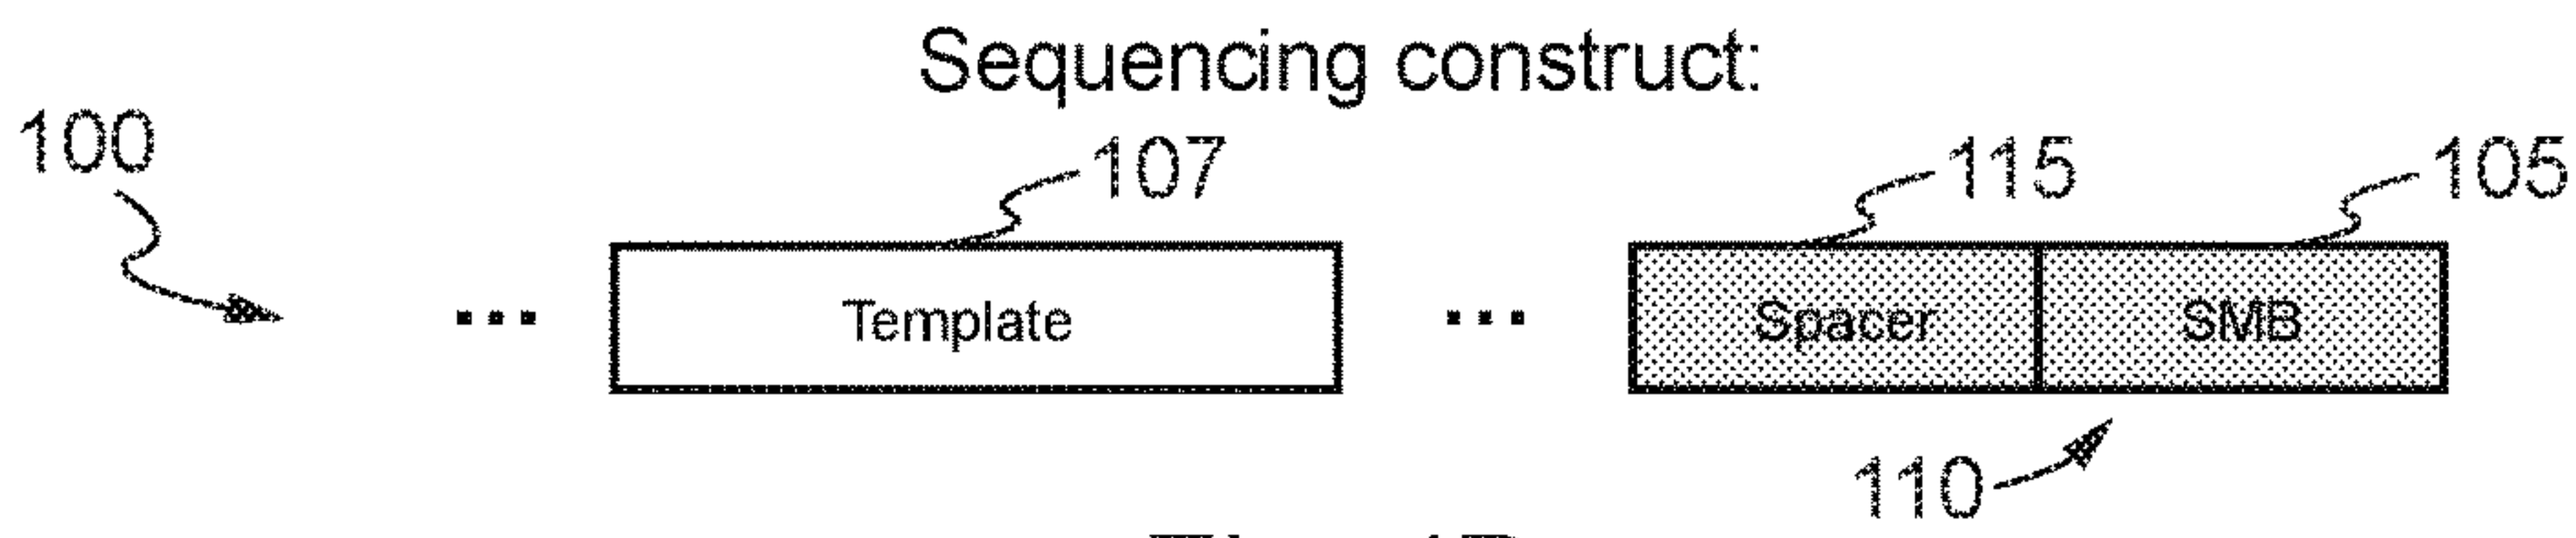 Sequencing construct:
100 107 115 105
... Template ... Spacer SMB
110